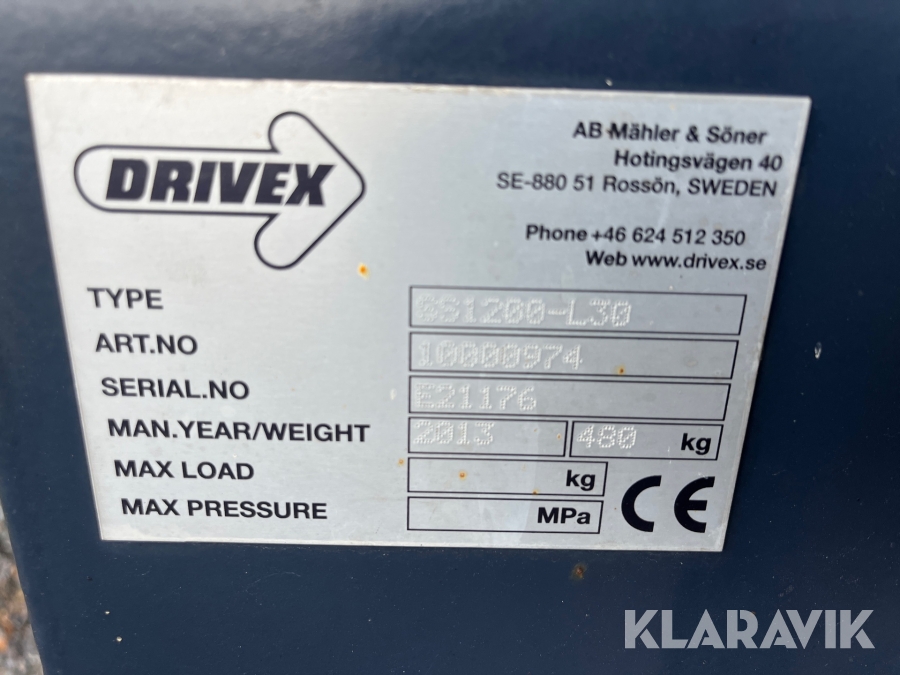 DRIVEX
AB Mähler & Söner
Hotingsvägen 40
SE-880 51 Rossön, SWEDEN
Phone +46 624 512 350
Web www.drivex.se
TYPE
ART.NO 10000974
SERIAL.NO E21176
MAN.YEAR/WEIGHT 2013 480 kg
MAX LOAD kg
MAX PRESSURE MPa
CE
KLARAVIK